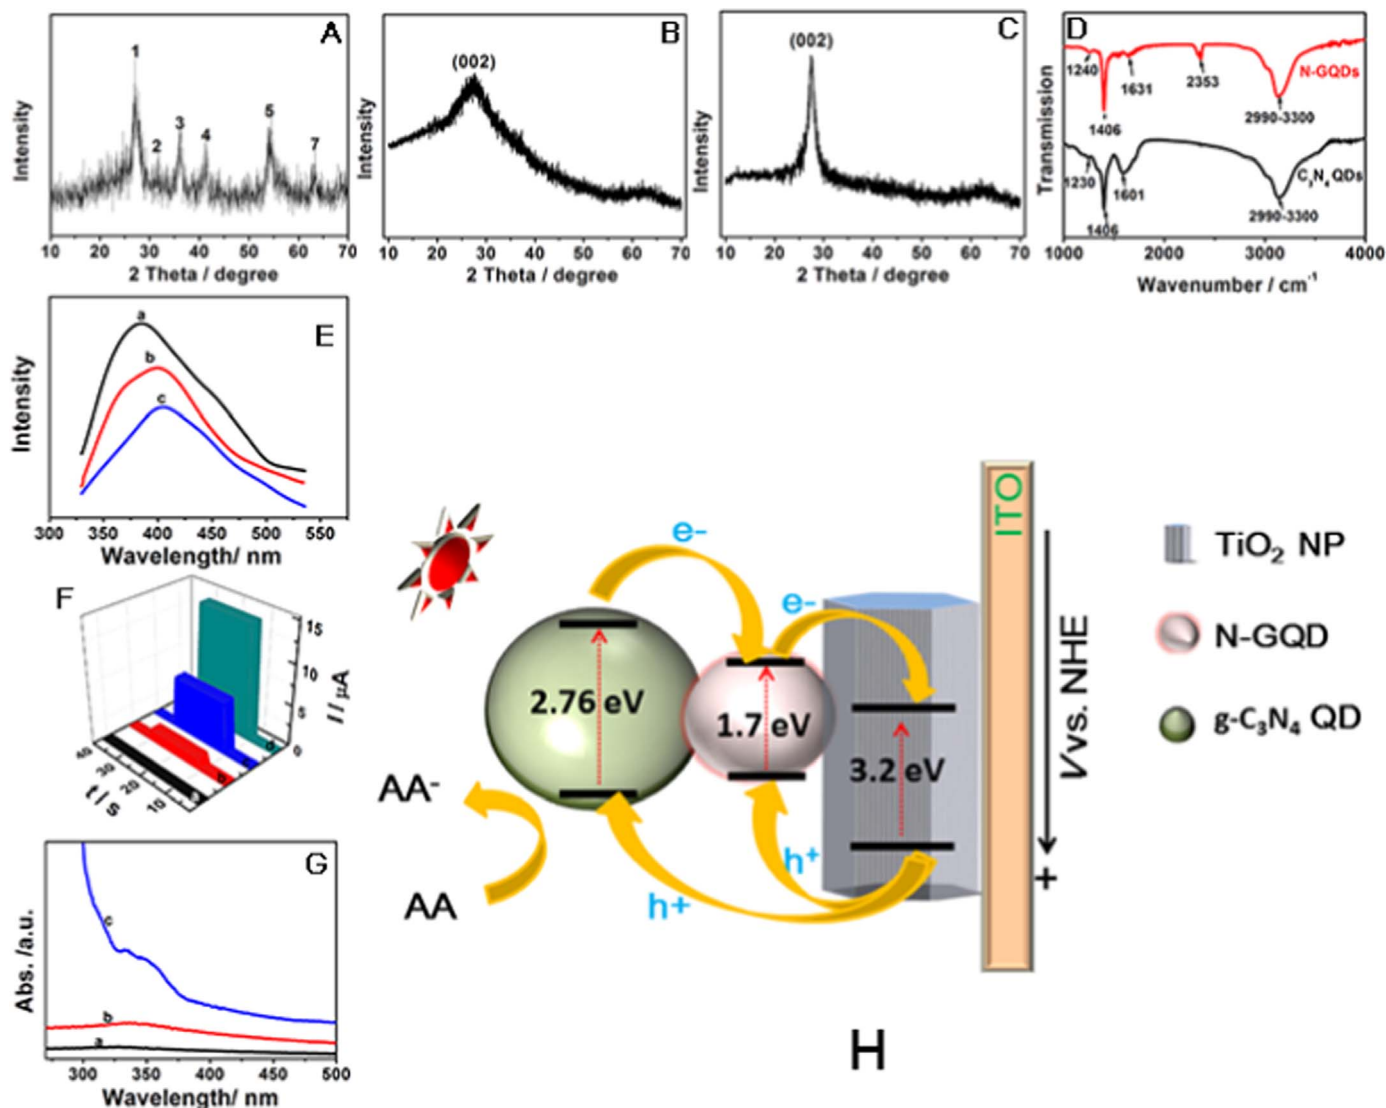 A
1
2
3
4
5
7
Intensity
10 20 30 40 50 60 70
2 Theta / degree
B
(002)
Intensity
10 20 30 40 50 60 70
2 Theta / degree
C
(002)
Intensity
10 20 30 40 50 60 70
2 Theta / degree
D
1240
1406
1631
2353
2990-3300
N-GQDs
1230
1406
1601
2990-3300
C₃N₄ QDs
Transmission
1000 2000 3000 4000
Wavenumber / cm⁻¹
E
a
b
c
Intensity
300 350 400 450 500 550
Wavelength/ nm
F
15
10
5
0
I / μA
40
30
20
10
t / s
b
c
d
G
c
b
a
Abs. /a.u.
300 350 400 450 500
Wavelength/ nm
e-
e-
2.76 eV
1.7 eV
3.2 eV
AA-
AA
h+
h+
ITO
V vs. NHE
+
TiO₂ NP
N-GQD
g-C₃N₄ QD
H